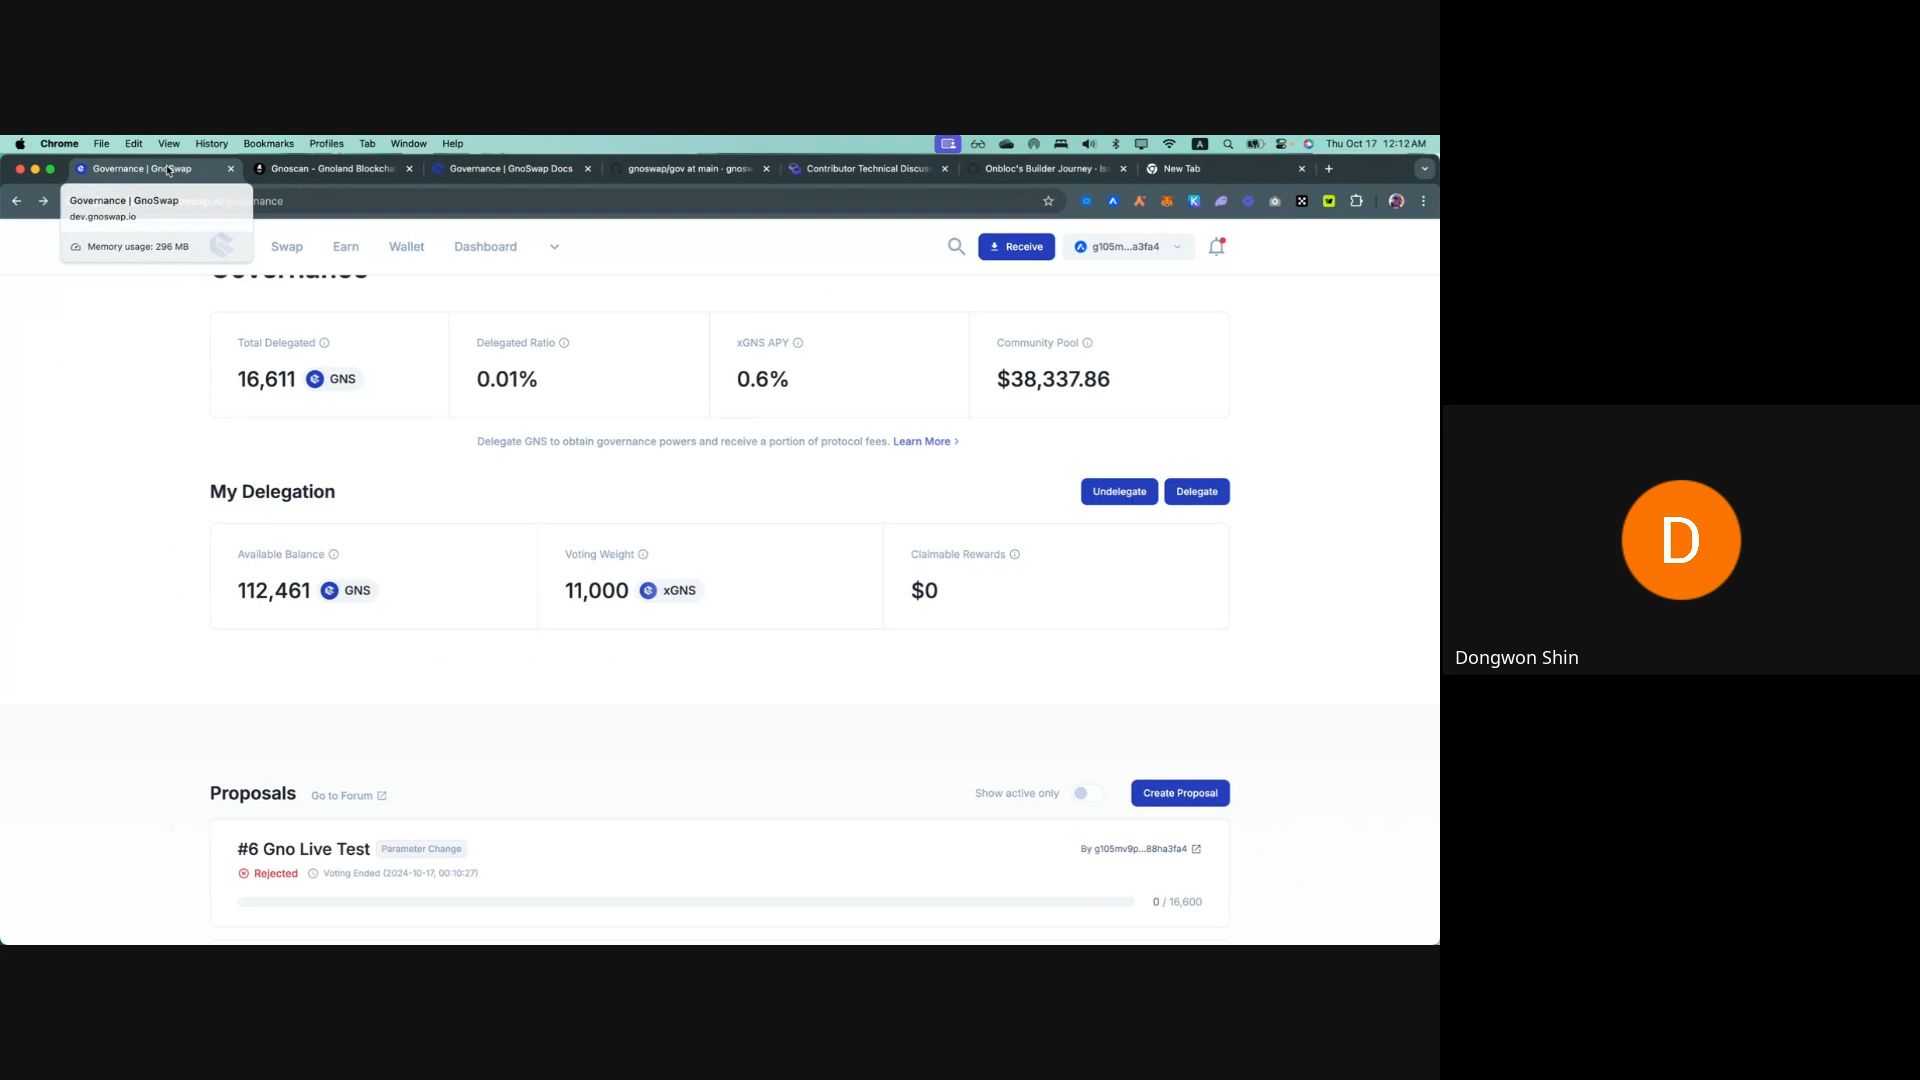 Chrome File Edit View History Bookmarks Profiles Tab Window Help A Thu Oct 17 12:12 AM
Governance | GnoSwap Gnoscan - Gnoland Blockcha Governance | GnoSwap Docs gnoswap/gov at main · gnosw Contributor Technical Discus Onbloc's Builder Journey · Is New Tab
Governance | GnoSwap
dev.gnoswap.io
Memory usage: 296 MB
Swap Earn Wallet Dashboard Receive g105m...a3fa4
Governance
Total Delegated Delegated Ratio xGNS APY Community Pool
16,611 GNS 0.01% 0.6% $38,337.86
Delegate GNS to obtain governance powers and receive a portion of protocol fees. Learn More >
My Delegation Undelegate Delegate
Available Balance Voting Weight Claimable Rewards
112,461 GNS 11,000 xGNS $0
Proposals Go to Forum Show active only Create Proposal
#6 Gno Live Test Parameter Change By g105mv9p...88ha3fa4
Rejected Voting Ended (2024-10-17, 00:10:27)
0 / 16,600
D
Dongwon Shin